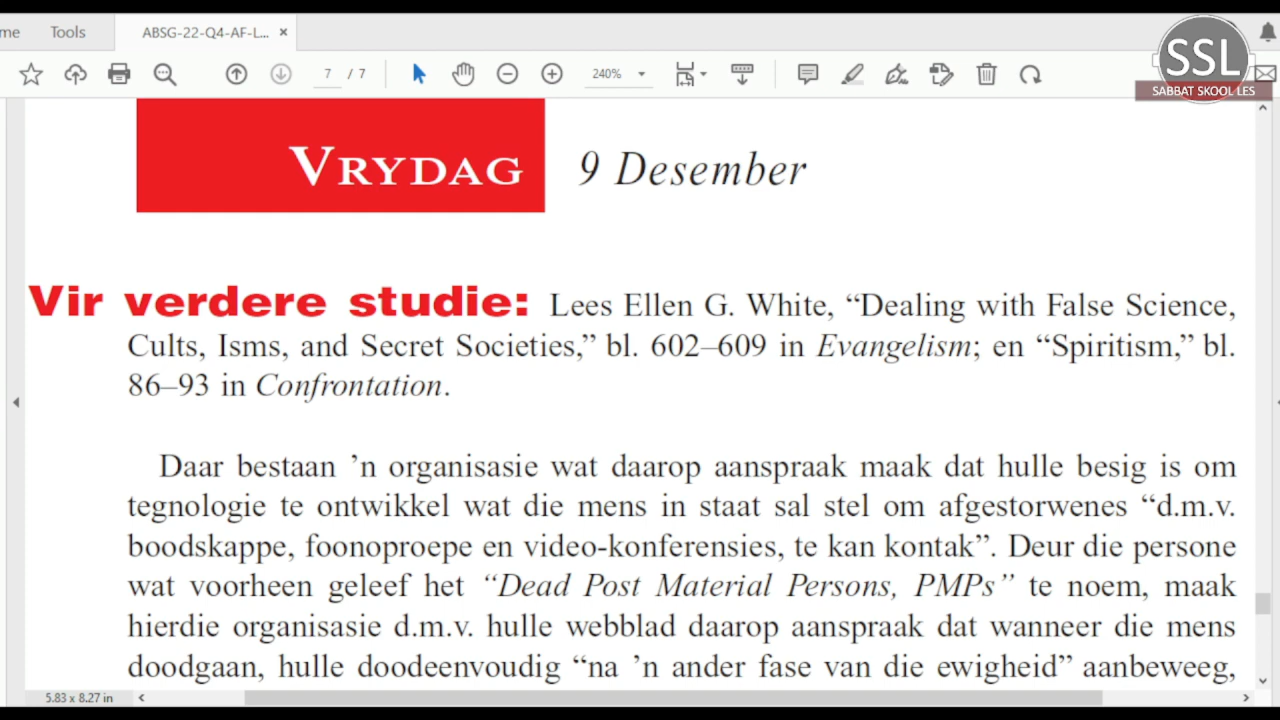 me Tools ABSG-22-Q4-AF-L... ×
SSL
SABBAT SKOOL LES
7 / 7 240%
VRYDAG 9 Desember
Vir verdere studie: Lees Ellen G. White, “Dealing with False Science,
Cults, Isms, and Secret Societies,” bl. 602–609 in Evangelism; en “Spiritism,” bl.
86–93 in Confrontation.
Daar bestaan ’n organisasie wat daarop aanspraak maak dat hulle besig is om
tegnologie te ontwikkel wat die mens in staat sal stel om afgestorwenes “d.m.v.
boodskappe, foonoproepe en video-konferensies, te kan kontak”. Deur die persone
wat voorheen geleef het “Dead Post Material Persons, PMPs” te noem, maak
hierdie organisasie d.m.v. hulle webblad daarop aanspraak dat wanneer die mens
doodgaan, hulle doodeenvoudig “na ’n ander fase van die ewigheid” aanbeweeg,
5.83 x 8.27 in